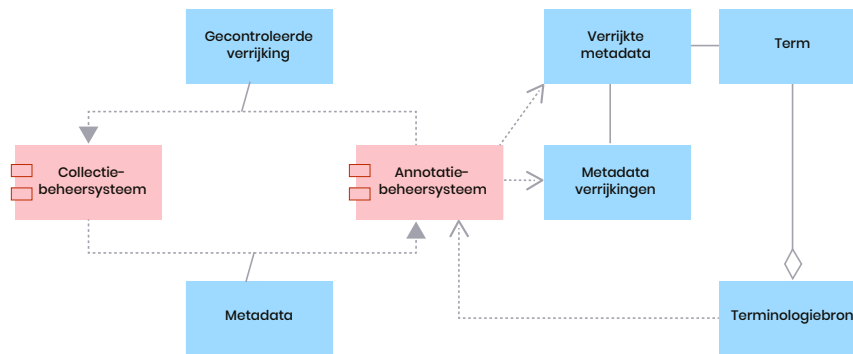 Gecontroleerde
verrijking
Verrijkte
metadata
Term
Collectie-
beheersysteem
Annotatie-
beheersysteem
Metadata
verrijkingen
Metadata
Terminologiebron